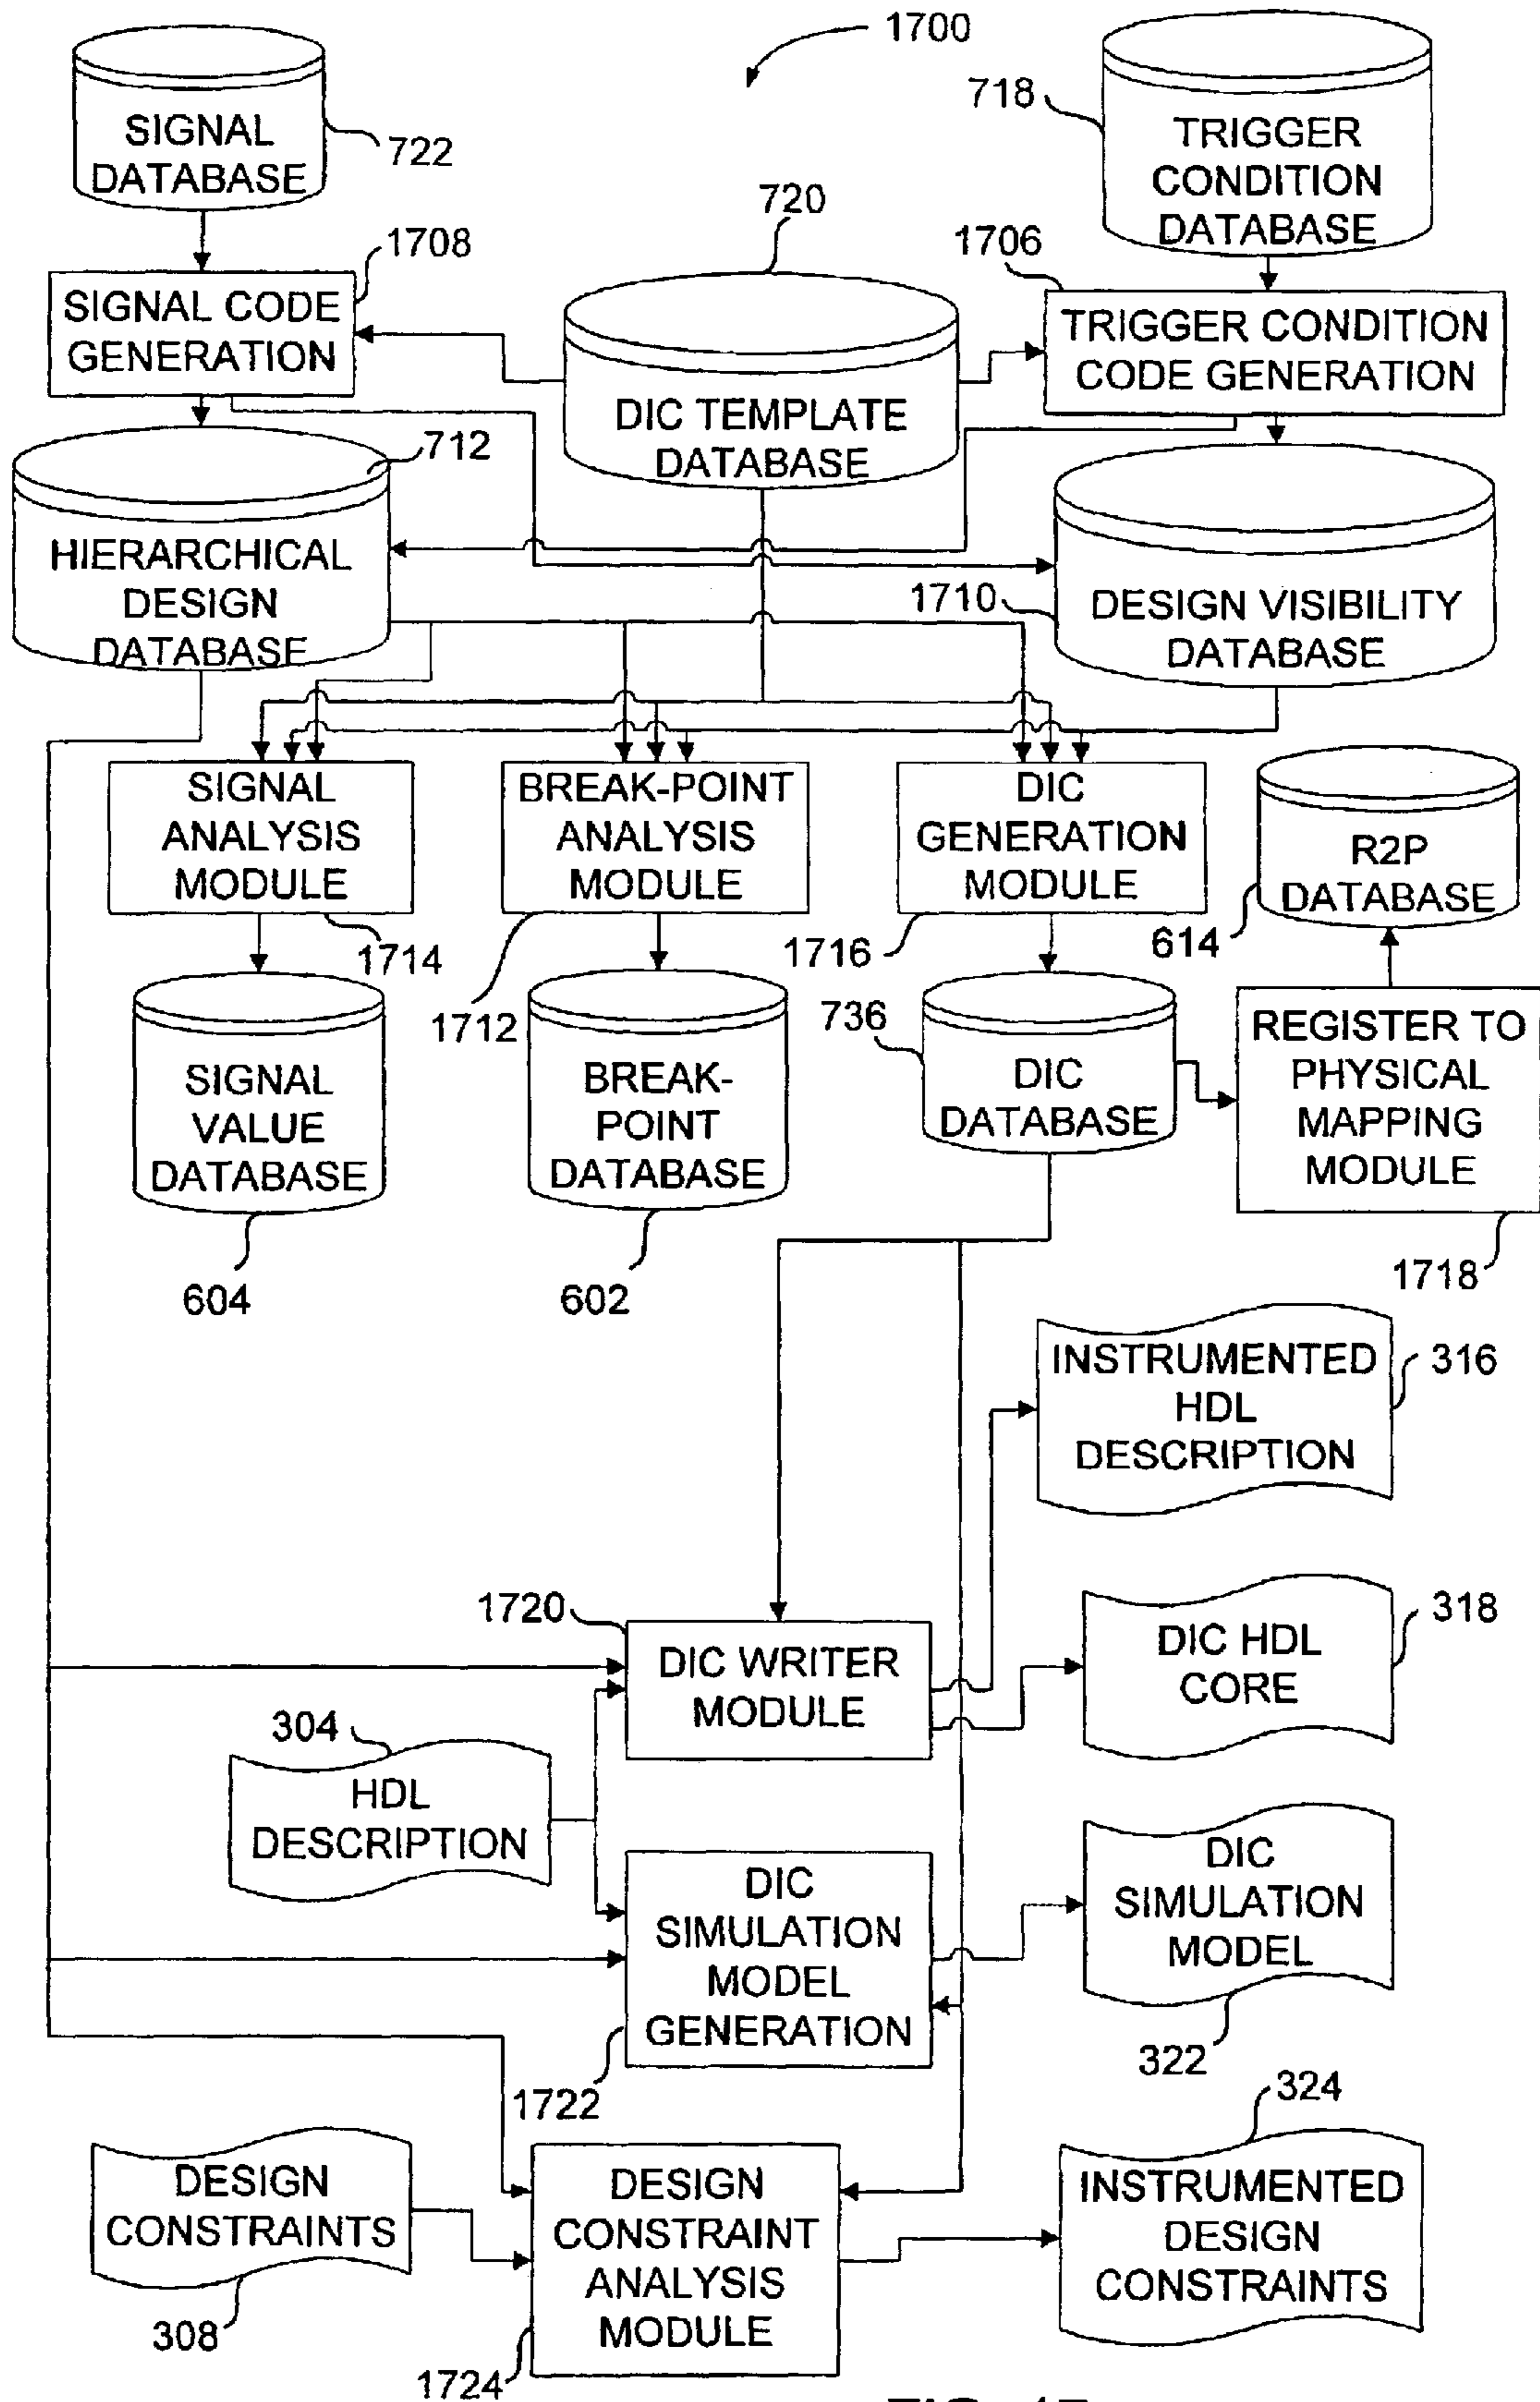 1700
SIGNAL
DATABASE
722
718
TRIGGER
CONDITION
DATABASE
720
1708
SIGNAL CODE
GENERATION
1706
TRIGGER CONDITION
CODE GENERATION
DIC TEMPLATE
DATABASE
712
HIERARCHICAL
DESIGN
DATABASE
1710
DESIGN VISIBILITY
DATABASE
SIGNAL
ANALYSIS
MODULE
1714
BREAK-POINT
ANALYSIS
MODULE
1712
DIC
GENERATION
MODULE
1716
R2P
DATABASE
614
SIGNAL
VALUE
DATABASE
604
BREAK-
POINT
DATABASE
602
736
DIC
DATABASE
REGISTER TO
PHYSICAL
MAPPING
MODULE
1718
INSTRUMENTED
HDL
DESCRIPTION
316
1720
DIC WRITER
MODULE
DIC HDL
CORE
318
304
HDL
DESCRIPTION
DIC
SIMULATION
MODEL
GENERATION
1722
DIC
SIMULATION
MODEL
322
324
DESIGN
CONSTRAINTS
308
DESIGN
CONSTRAINT
ANALYSIS
MODULE
1724
INSTRUMENTED
DESIGN
CONSTRAINTS